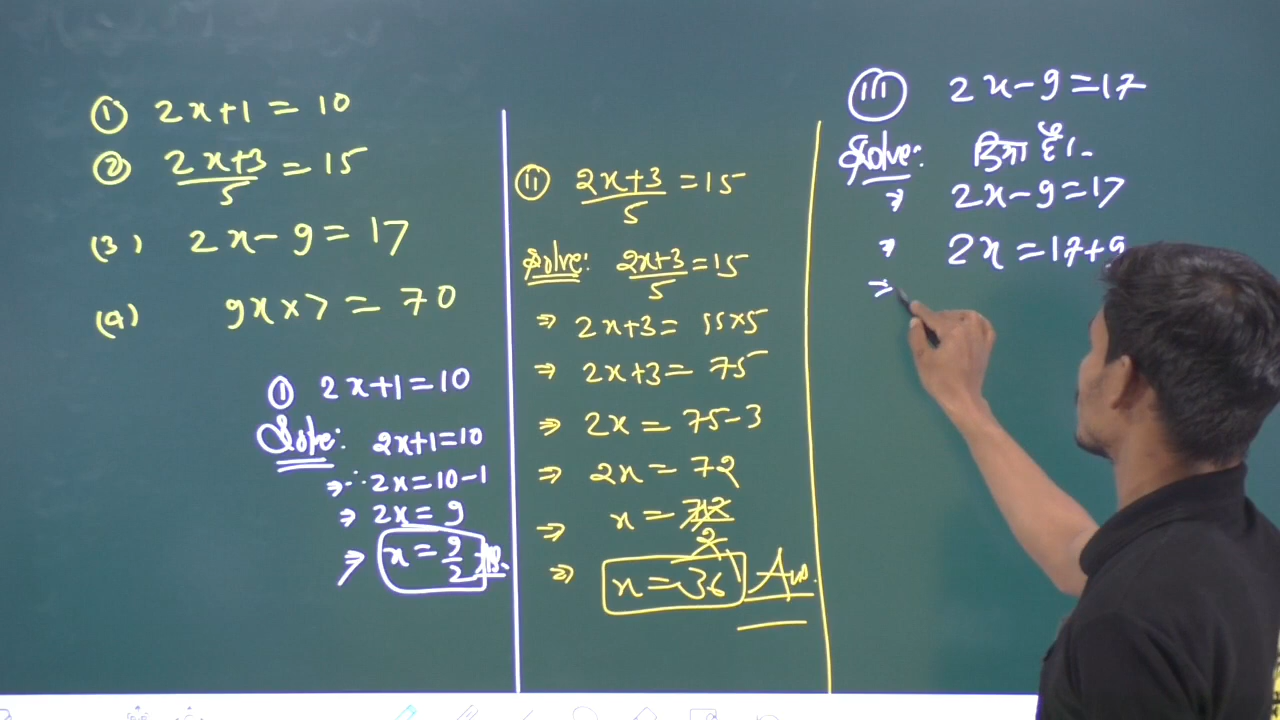 ① 2x+1=10
② 2x+3/5=15
(3) 2x-9=17
(4) 9x×7=70
① 2x+1=10
Solve: 2x+1=10
⇒∴ 2x=10-1
⇒ 2x=9
⇒ x=9/2 Ans.
ⓘⓘ 2x+3/5=15
Solve: 2x+3/5=15
⇒ 2x+3=15×5
⇒ 2x+3=75
⇒ 2x=75-3
⇒ 2x=72
⇒ x=72/2
⇒ x=36 Ans.
ⓘⓘⓘ 2x-9=17
Solve: दिया है।
⇒ 2x-9=17
⇒ 2x=17+9
⇒